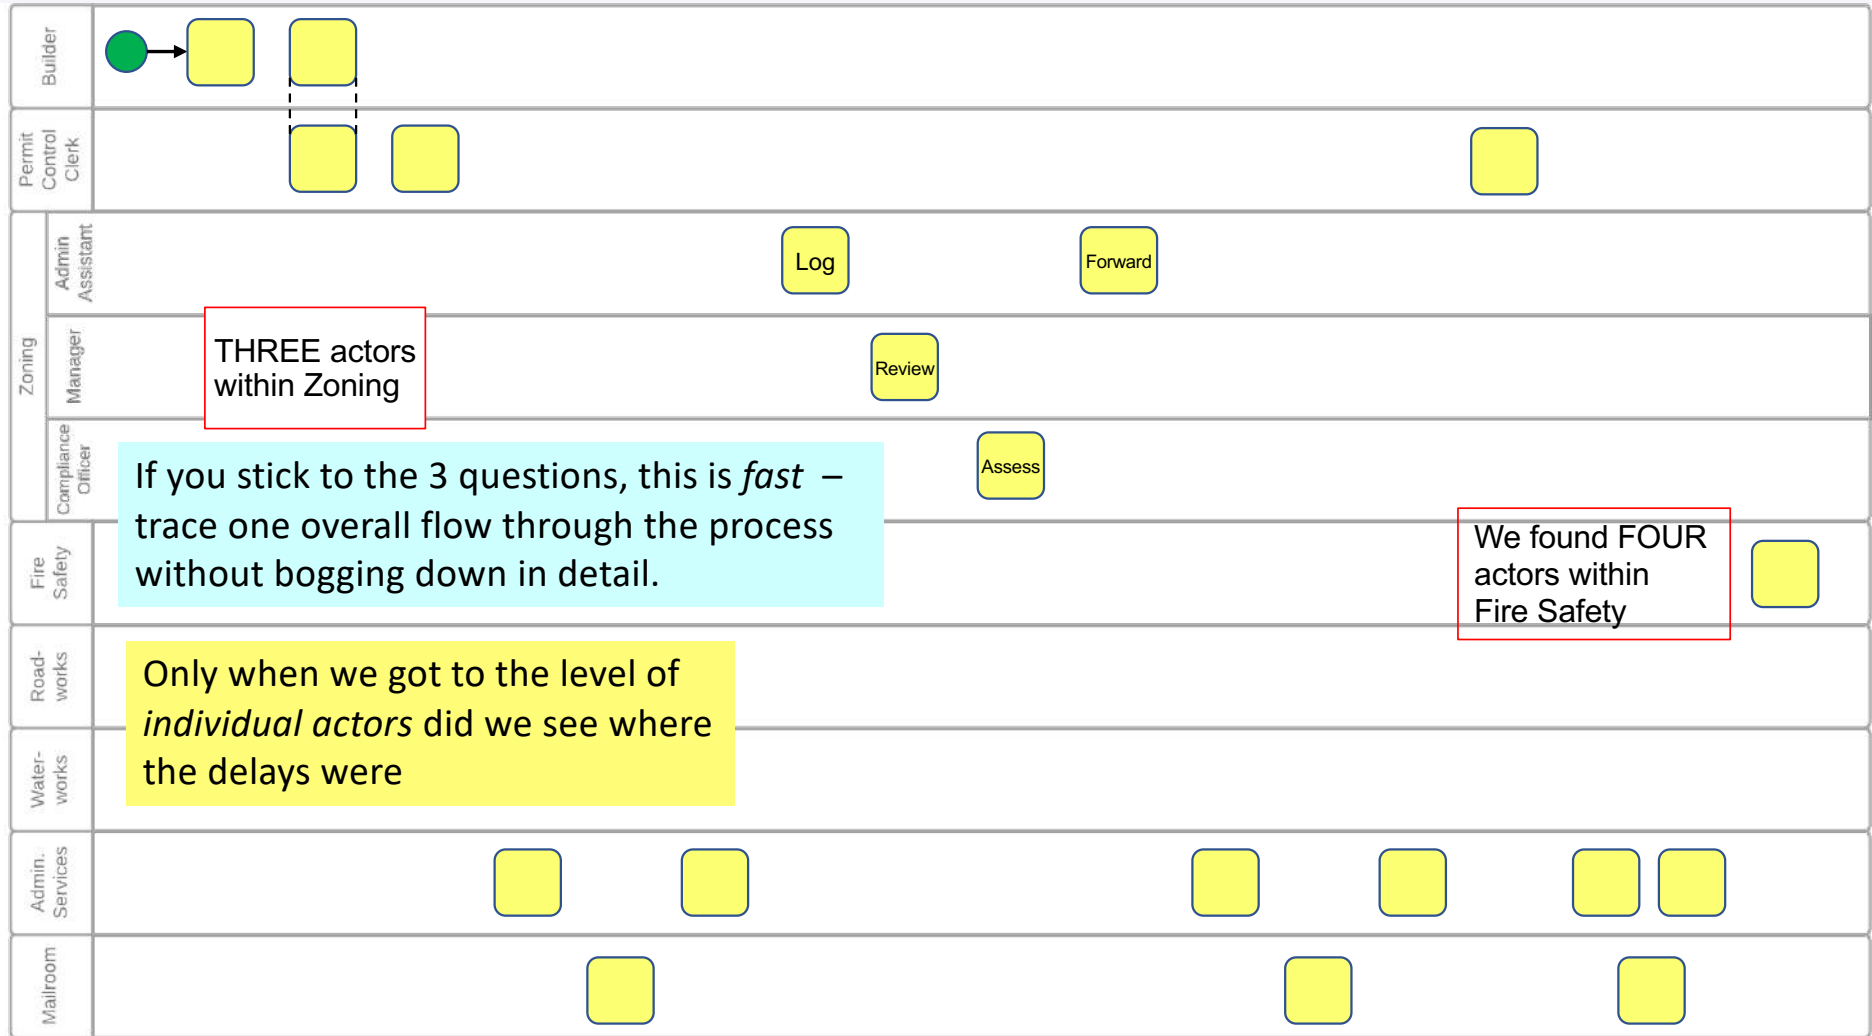 Builder
Permit
Control
Clerk
Zoning
Admin
Assistant
Log
Forward
Manager
THREE actors
within Zoning
Review
Compliance
Officer
Assess
If you stick to the 3 questions, this is fast –
trace one overall flow through the process
without bogging down in detail.
Fire
Safety
We found FOUR
actors within
Fire Safety
Road-
works
Only when we got to the level of
individual actors did we see where
the delays were
Water-
works
Admin.
Services
Mailroom